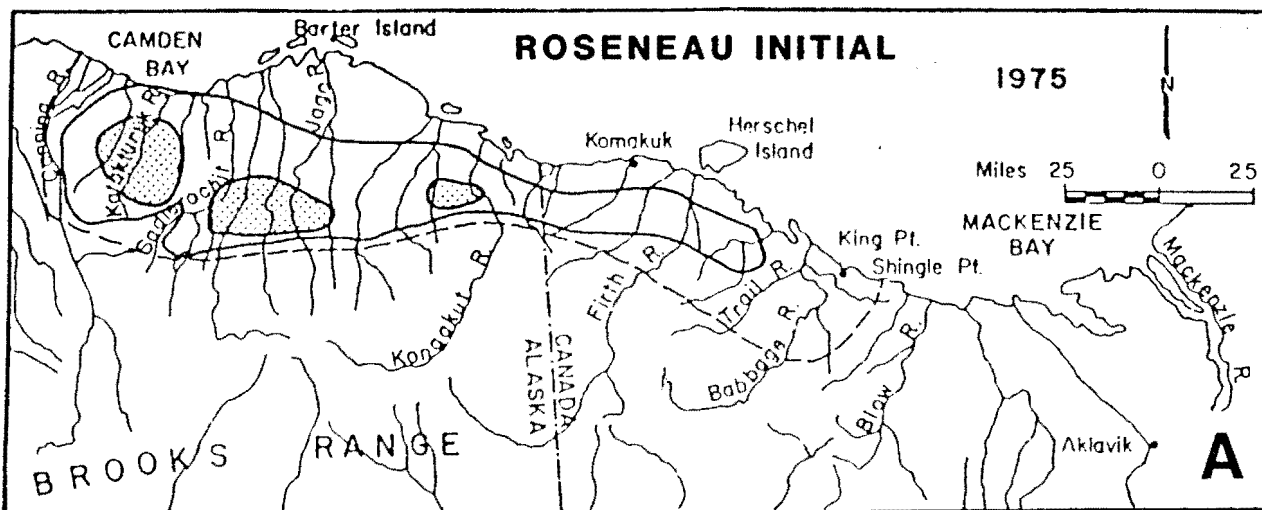 ROSENEAU INITIAL
1975
N
CAMDEN
BAY
Barter Island
Canning R.
Katakturuk R.
Sadlerochit R.
Jago R.
Komakuk
Herschel
Island
Miles 25 0 25
MACKENZIE
BAY
King Pt.
Shingle Pt.
Mackenzie R.
Kongakut R.
Firth R.
Trail R.
Babbage R.
Blow R.
ALASKA
CANADA
BROOKS RANGE
Aklavik
A